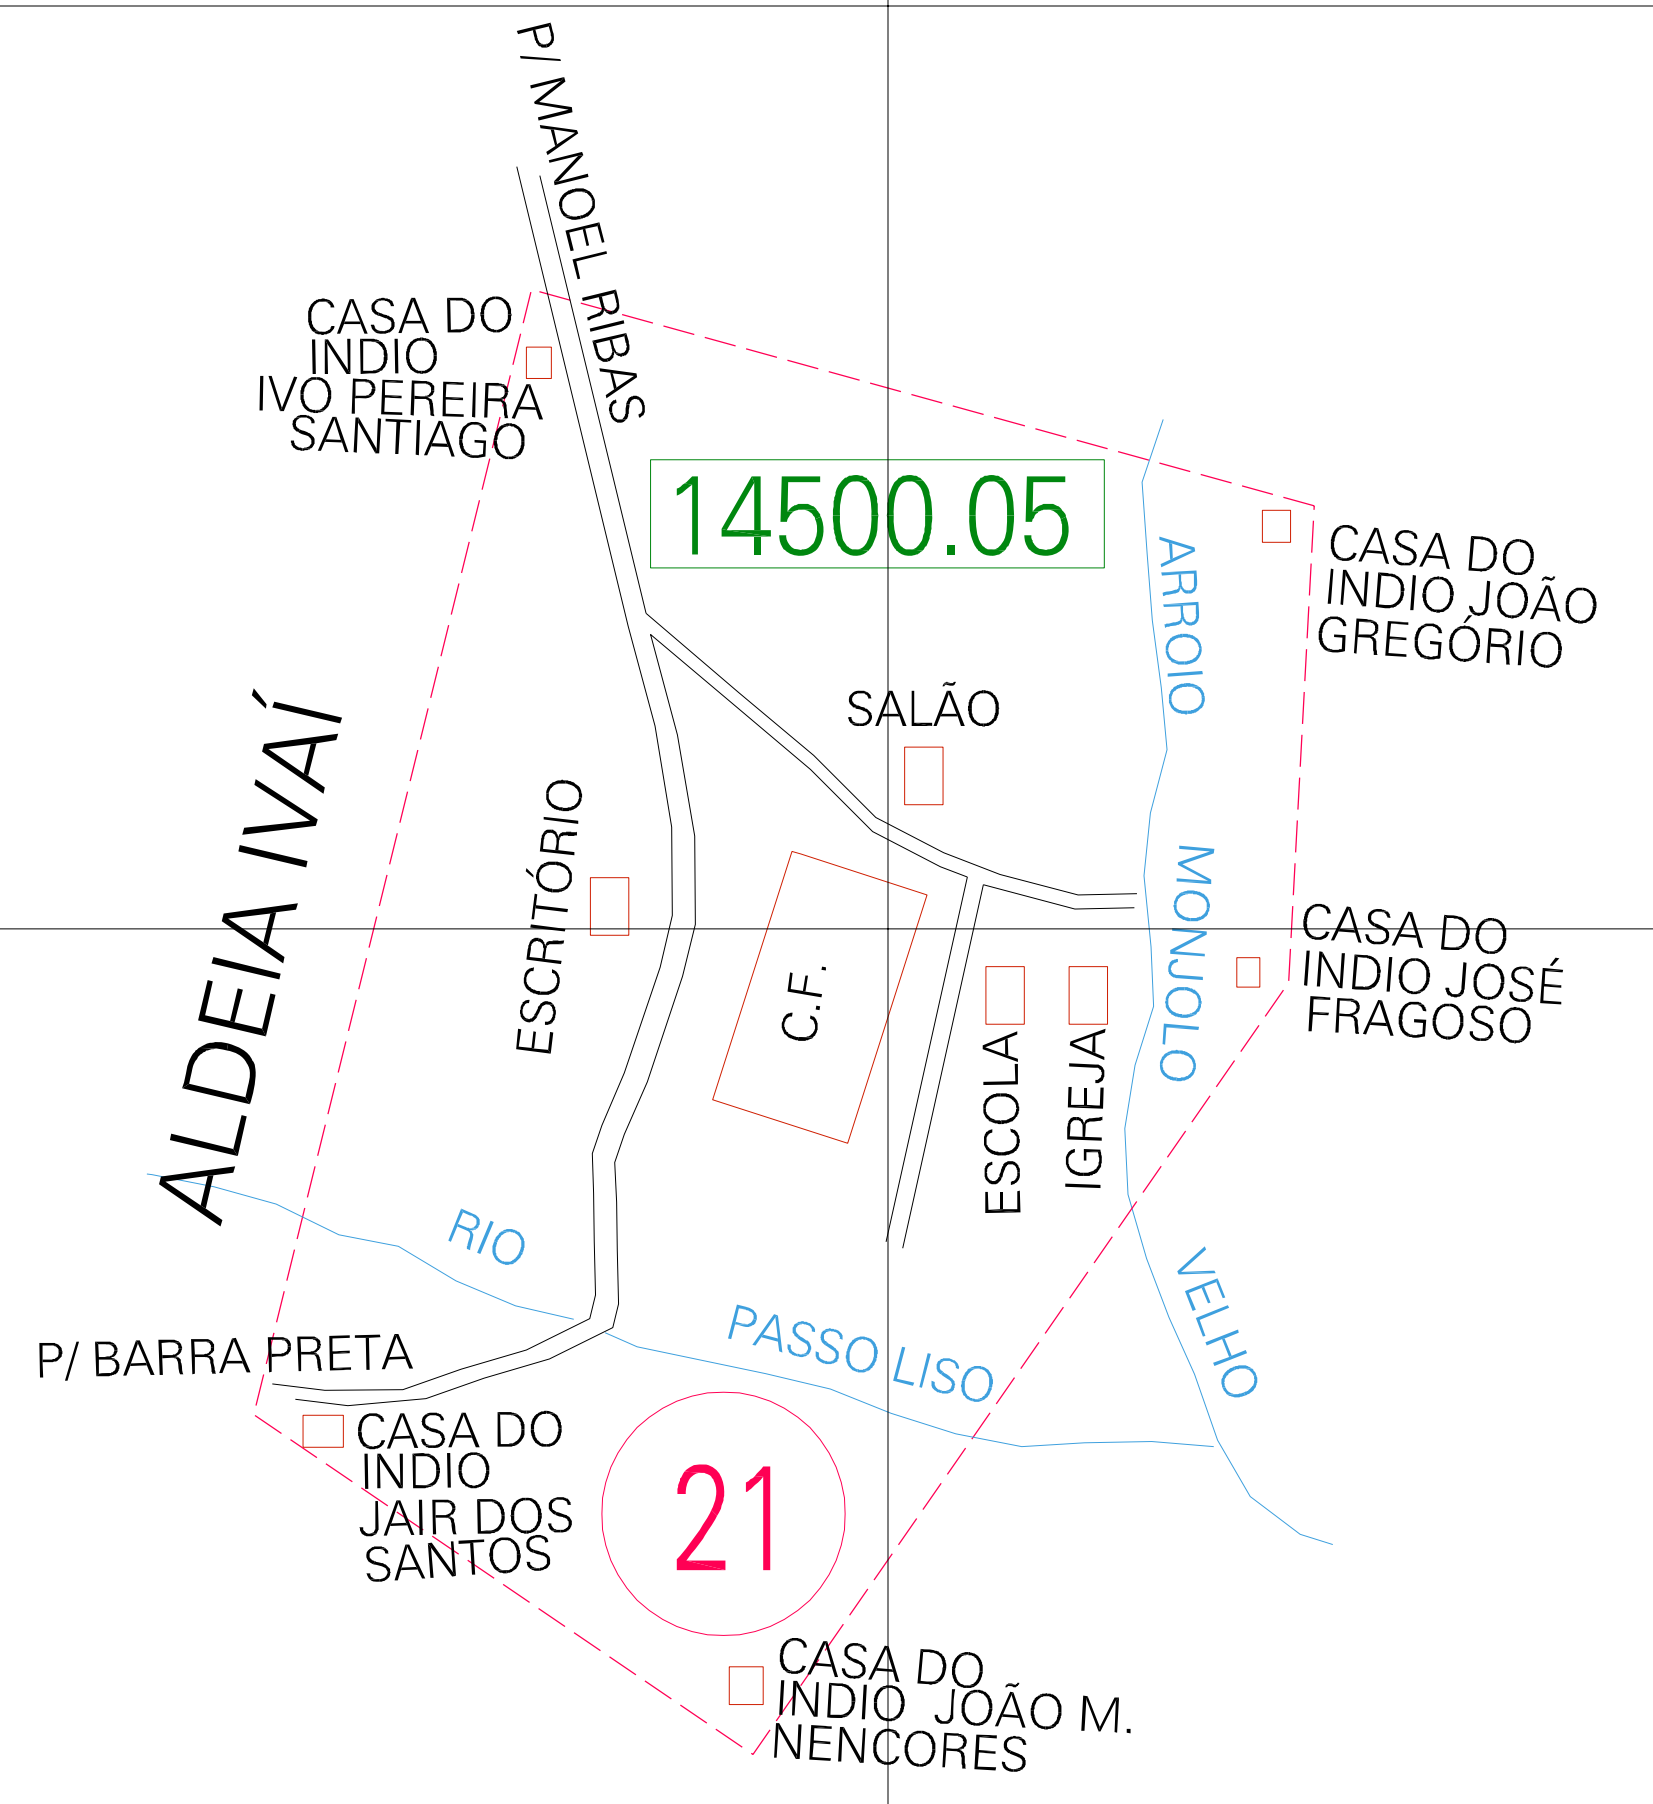 P/ MANOEL RIBAS
CASA DO
INDIO
IVO PEREIRA
SANTIAGO
14500.05
CASA DO
INDIO JOÃO
GREGÓRIO
ARROIO
MONJOLO
VELHO
SALÃO
ALDEIA IVAÍ
ESCRITÓRIO
C.F.
CASA DO
INDIO JOSÉ
FRAGOSO
ESCOLA
IGREJA
RIO
PASSO LISO
P/ BARRA PRETA
CASA DO
INDIO
JAIR DOS
SANTOS
21
CASA DO
INDIO JOÃO M.
NENCORES